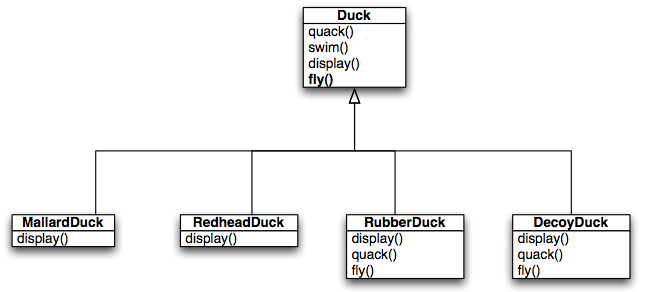 Duck
quack()
swim()
display()
fly()
MallardDuck
display()
RedheadDuck
display()
RubberDuck
display()
quack()
fly()
DecoyDuck
display()
quack()
fly()